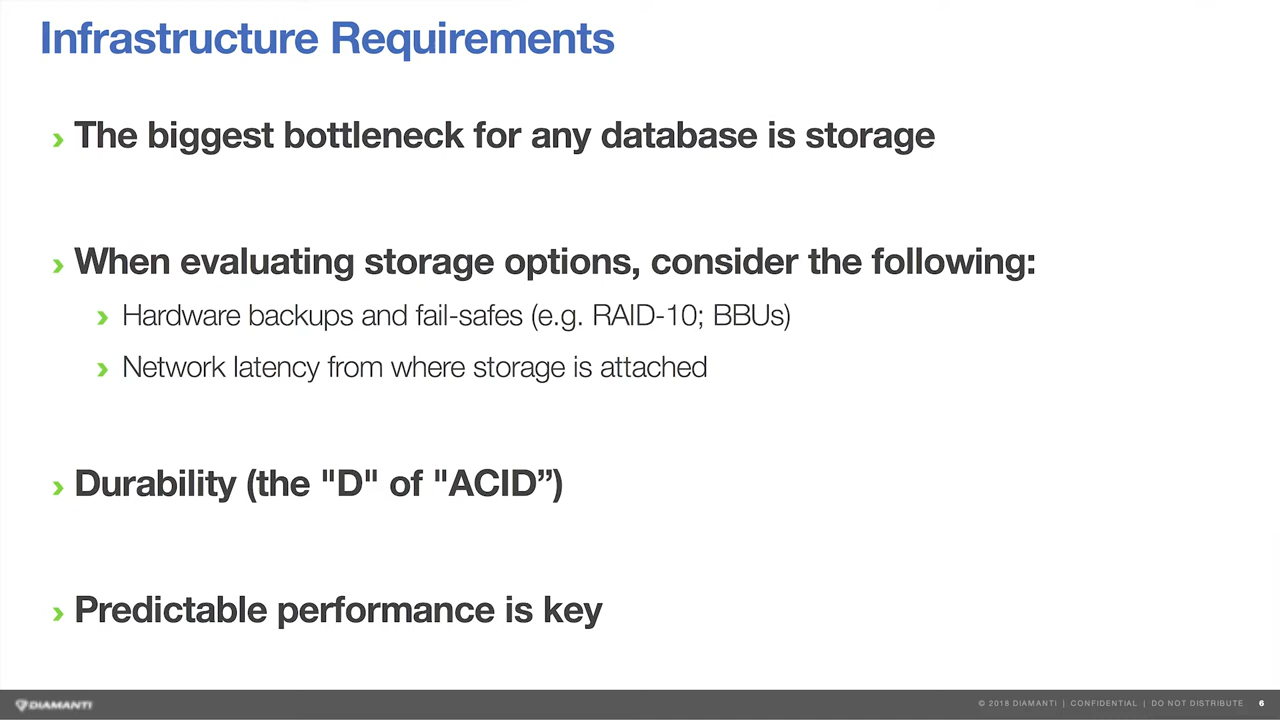 Infrastructure Requirements
› The biggest bottleneck for any database is storage
› When evaluating storage options, consider the following:
› Hardware backups and fail-safes (e.g. RAID-10; BBUs)
› Network latency from where storage is attached
› Durability (the "D" of "ACID”)
› Predictable performance is key
DIAMANTI
© 2018 DIAMANTI | CONFIDENTIAL | DO NOT DISTRIBUTE 6